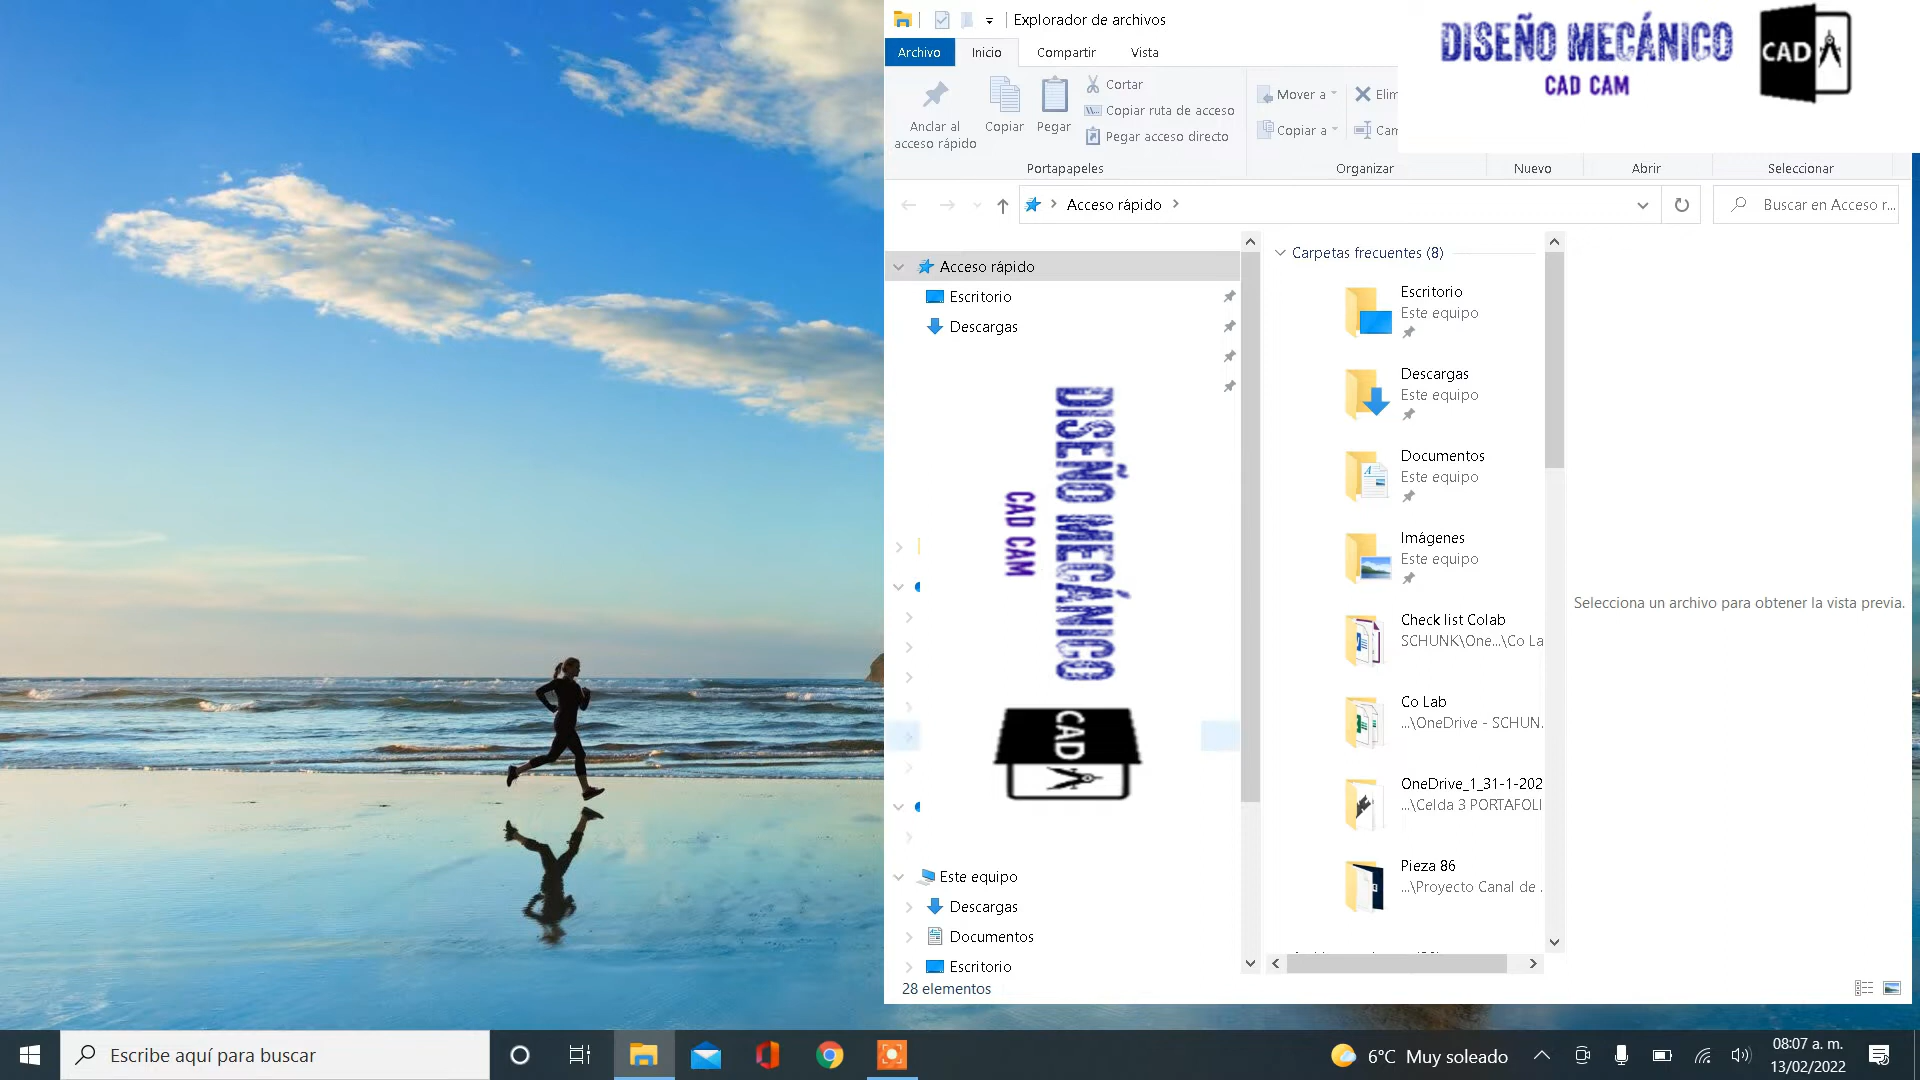 Explorador de archivos
DISEÑO MECÁNICO
CAD CAM
CAD
Archivo
Inicio
Compartir
Vista
Anclar al
acceso rápido
Copiar
Pegar
Cortar
Copiar ruta de acceso
Pegar acceso directo
Mover a
Copiar a
Elim
Cam
Portapapeles
Organizar
Nuevo
Abrir
Seleccionar
Acceso rápido
Buscar en Acceso r...
Acceso rápido
Escritorio
Descargas
DISEÑO MECÁNICO
CAD CAM
CAD
Este equipo
Descargas
Documentos
Escritorio
28 elementos
Carpetas frecuentes (8)
Escritorio
Este equipo
Descargas
Este equipo
Documentos
Este equipo
Imágenes
Este equipo
Check list Colab
SCHUNK\One...\Co La
Co Lab
...\OneDrive - SCHUN.
OneDrive_1_31-1-202
...\Celda 3 PORTAFOLI
Pieza 86
...\Proyecto Canal de .
Selecciona un archivo para obtener la vista previa.
Escribe aquí para buscar
6°C Muy soleado
08:07 a. m.
13/02/2022